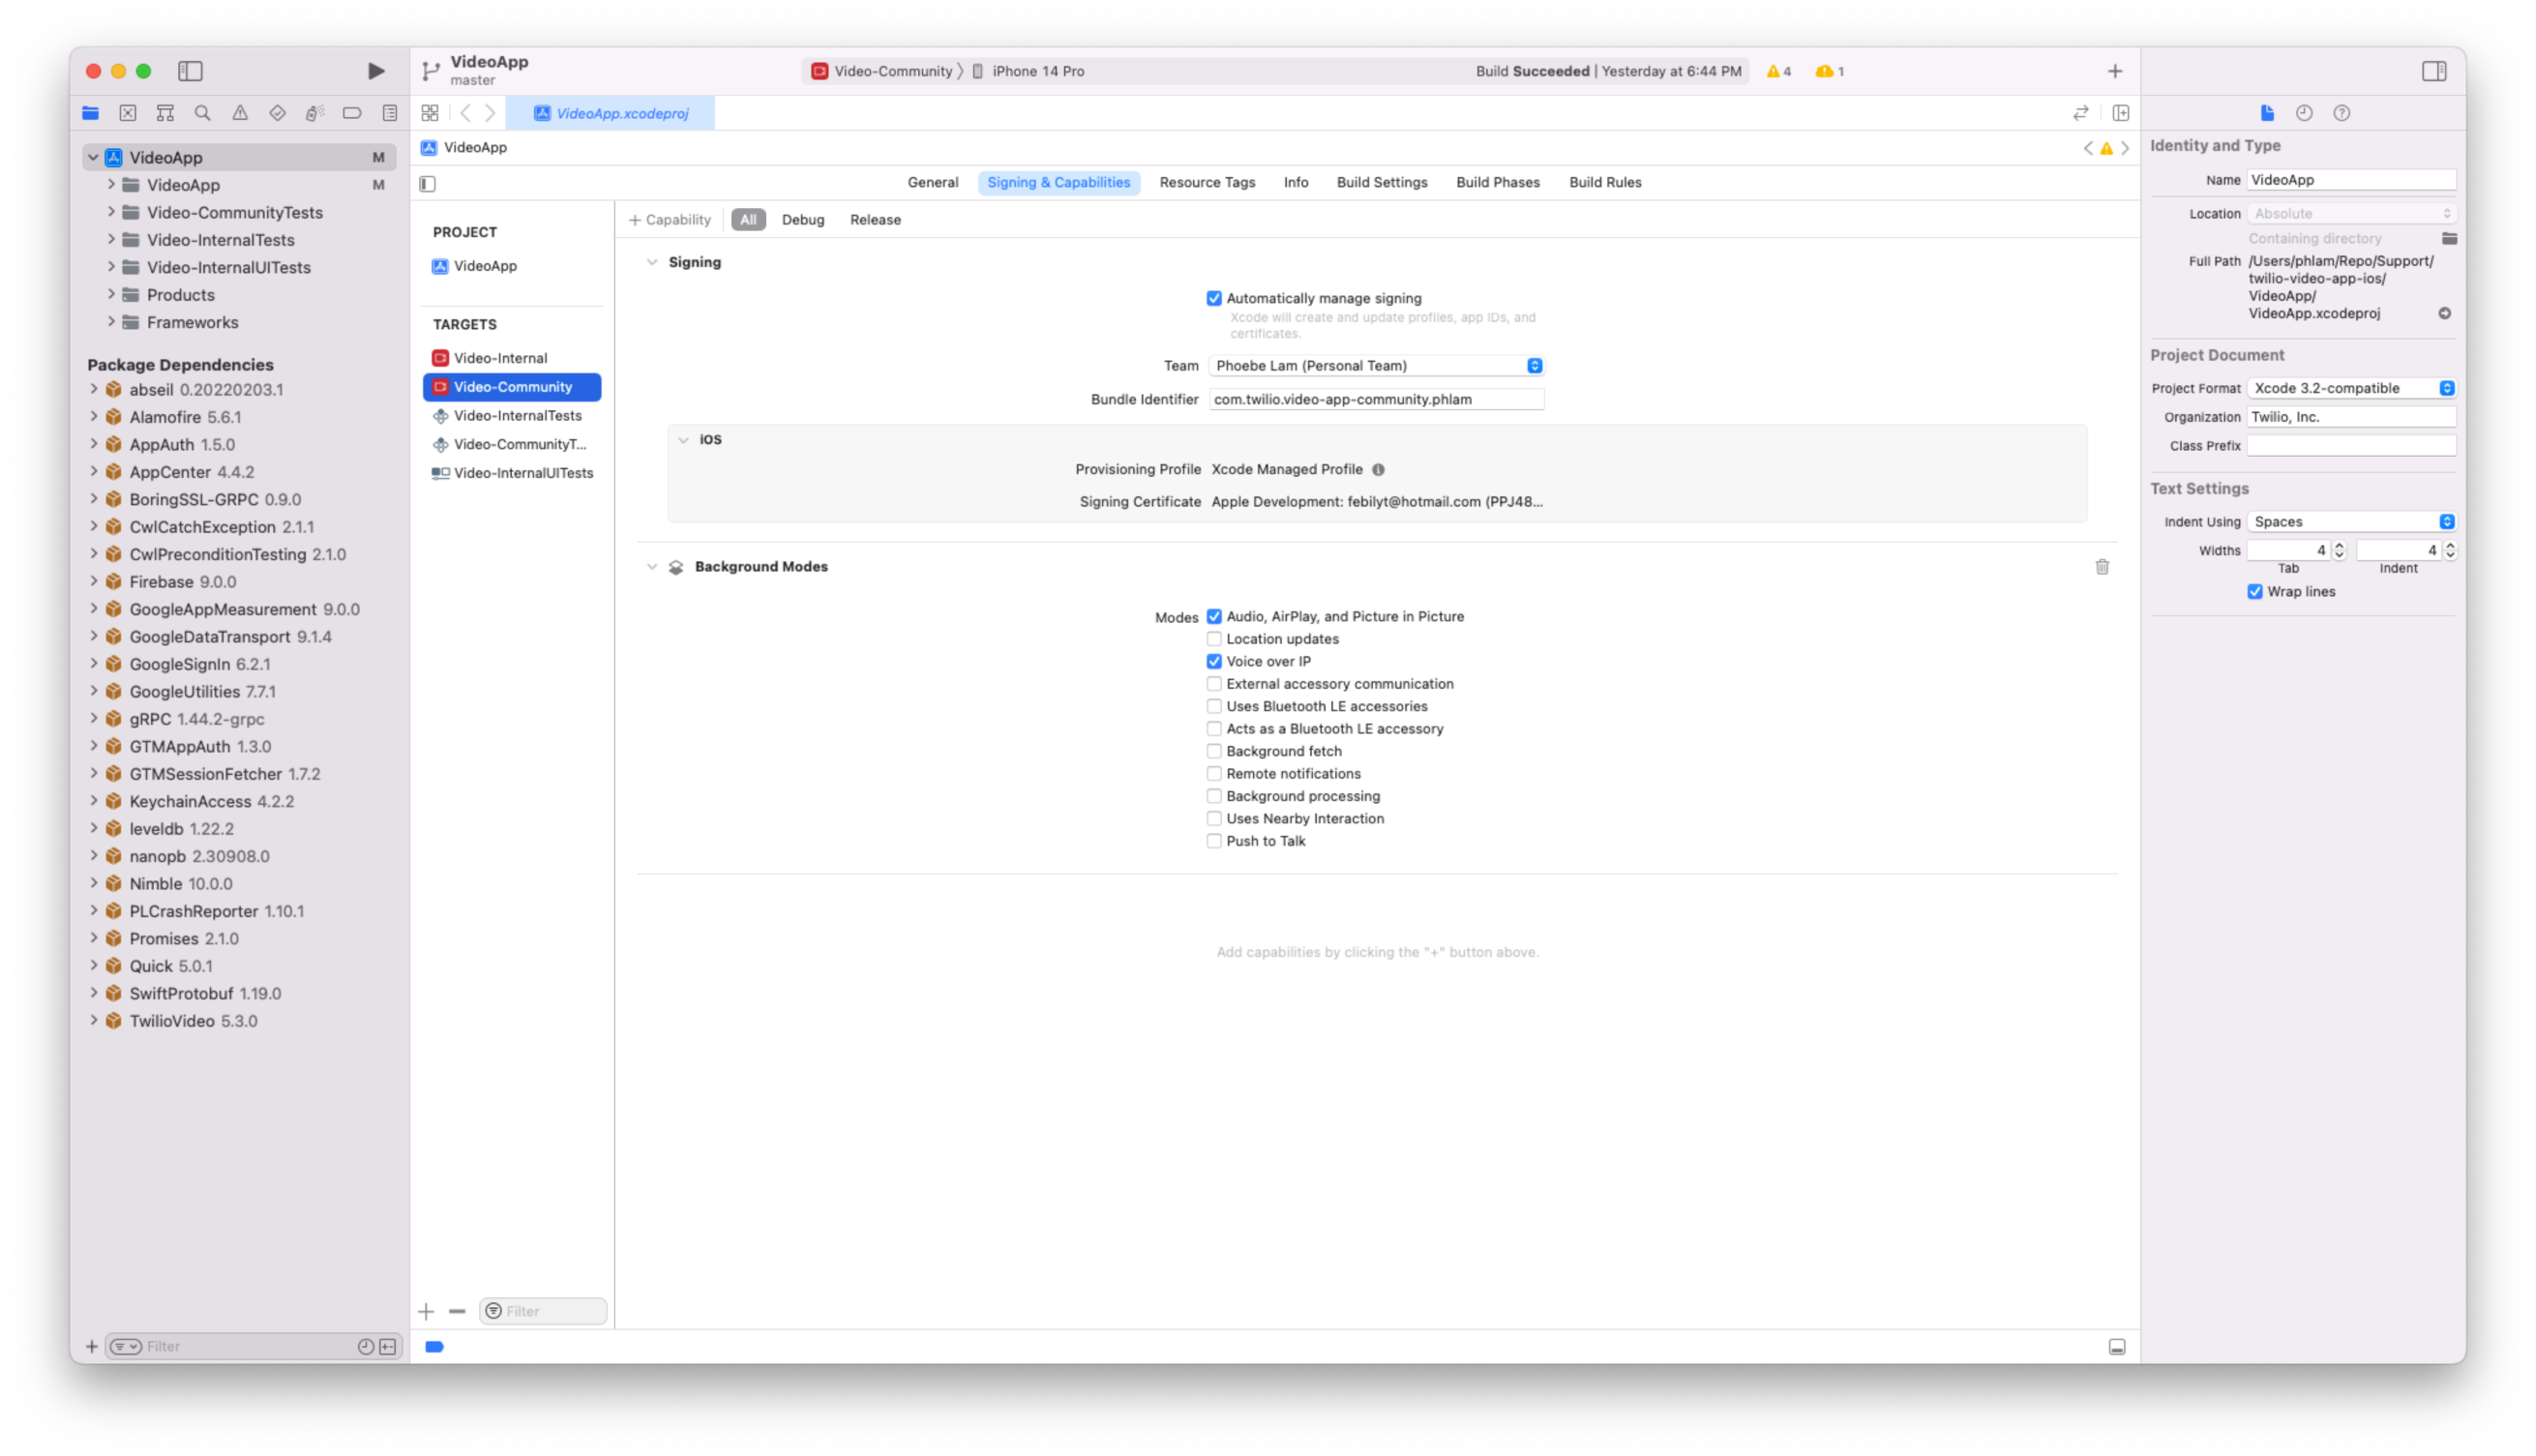 VideoApp
master
Video-Community
iPhone 14 Pro
Build Succeeded | Yesterday at 6:44 PM
4
1
VideoApp.xcodeproj
VideoApp
M
VideoApp
M
Video-CommunityTests
Video-InternalTests
Video-InternalUITests
Products
Frameworks
Package Dependencies
abseil 0.20220203.1
Alamofire 5.6.1
AppAuth 1.5.0
AppCenter 4.4.2
BoringSSL-GRPC 0.9.0
CwlCatchException 2.1.1
CwlPreconditionTesting 2.1.0
Firebase 9.0.0
GoogleAppMeasurement 9.0.0
GoogleDataTransport 9.1.4
GoogleSignIn 6.2.1
GoogleUtilities 7.7.1
gRPC 1.44.2-grpc
GTMAppAuth 1.3.0
GTMSessionFetcher 1.7.2
KeychainAccess 4.2.2
leveldb 1.22.2
nanopb 2.30908.0
Nimble 10.0.0
PLCrashReporter 1.10.1
Promises 2.1.0
Quick 5.0.1
SwiftProtobuf 1.19.0
TwilioVideo 5.3.0
Filter
VideoApp
General
Signing & Capabilities
Resource Tags
Info
Build Settings
Build Phases
Build Rules
PROJECT
VideoApp
TARGETS
Video-Internal
Video-Community
Video-InternalTests
Video-CommunityT...
Video-InternalUITests
Filter
+ Capability
All
Debug
Release
Signing
Automatically manage signing
Xcode will create and update profiles, app IDs, and
certificates.
Team Phoebe Lam (Personal Team)
Bundle Identifier com.twilio.video-app-community.phlam
iOS
Provisioning Profile Xcode Managed Profile
Signing Certificate Apple Development: febilyt@hotmail.com (PPJ48...
Background Modes
Modes Audio, AirPlay, and Picture in Picture
Location updates
Voice over IP
External accessory communication
Uses Bluetooth LE accessories
Acts as a Bluetooth LE accessory
Background fetch
Remote notifications
Background processing
Uses Nearby Interaction
Push to Talk
Add capabilities by clicking the "+" button above.
Identity and Type
Name VideoApp
Location Absolute
Containing directory
Full Path /Users/phlam/Repo/Support/
twilio-video-app-ios/
VideoApp/
VideoApp.xcodeproj
Project Document
Project Format Xcode 3.2-compatible
Organization Twilio, Inc.
Class Prefix
Text Settings
Indent Using Spaces
Widths 4 4
Tab Indent
Wrap lines